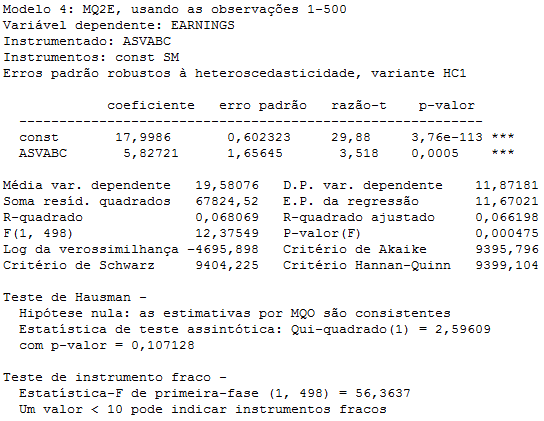 Modelo 4: MQ2E, usando as observações 1-500
Variável dependente: EARNINGS
Instrumentado: ASVABC
Instrumentos: const SM
Erros padrão robustos à heteroscedasticidade, variante HC1
coeficiente erro padrão razão-t p-valor
---------------------------------------------------------
const 17,9986 0,602323 29,88 3,76e-113 ***
ASVABC 5,82721 1,65645 3,518 0,0005 ***
Média var. dependente 19,58076 D.P. var. dependente 11,87181
Soma resíd. quadrados 67824,52 E.P. da regressão 11,67021
R-quadrado 0,068069 R-quadrado ajustado 0,066198
F(1, 498) 12,37549 P-valor(F) 0,000475
Log da verossimilhança -4695,898 Critério de Akaike 9395,796
Critério de Schwarz 9404,225 Critério Hannan-Quinn 9399,104
Teste de Hausman -
Hipótese nula: as estimativas por MQO são consistentes
Estatística de teste assintótica: Qui-quadrado(1) = 2,59609
com p-valor = 0,107128
Teste de instrumento fraco -
Estatística-F de primeira-fase (1, 498) = 56,3637
Um valor < 10 pode indicar instrumentos fracos